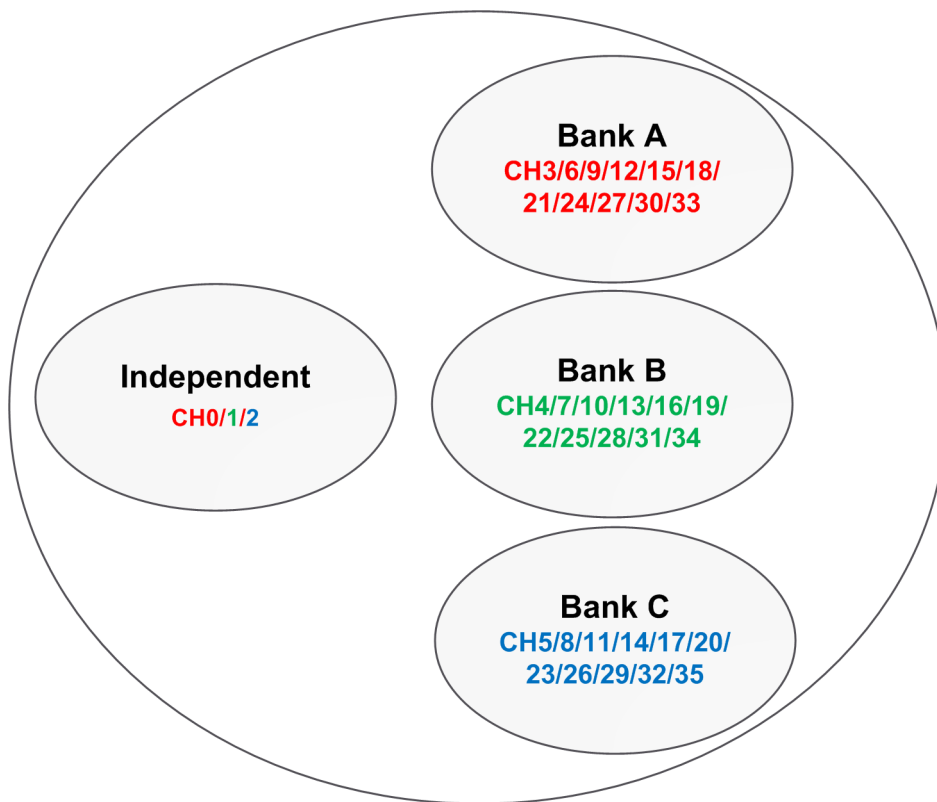 Bank A
CH3/6/9/12/15/18/
21/24/27/30/33
Independent
CH0/1/2
Bank B
CH4/7/10/13/16/19/
22/25/28/31/34
Bank C
CH5/8/11/14/17/20/
23/26/29/32/35